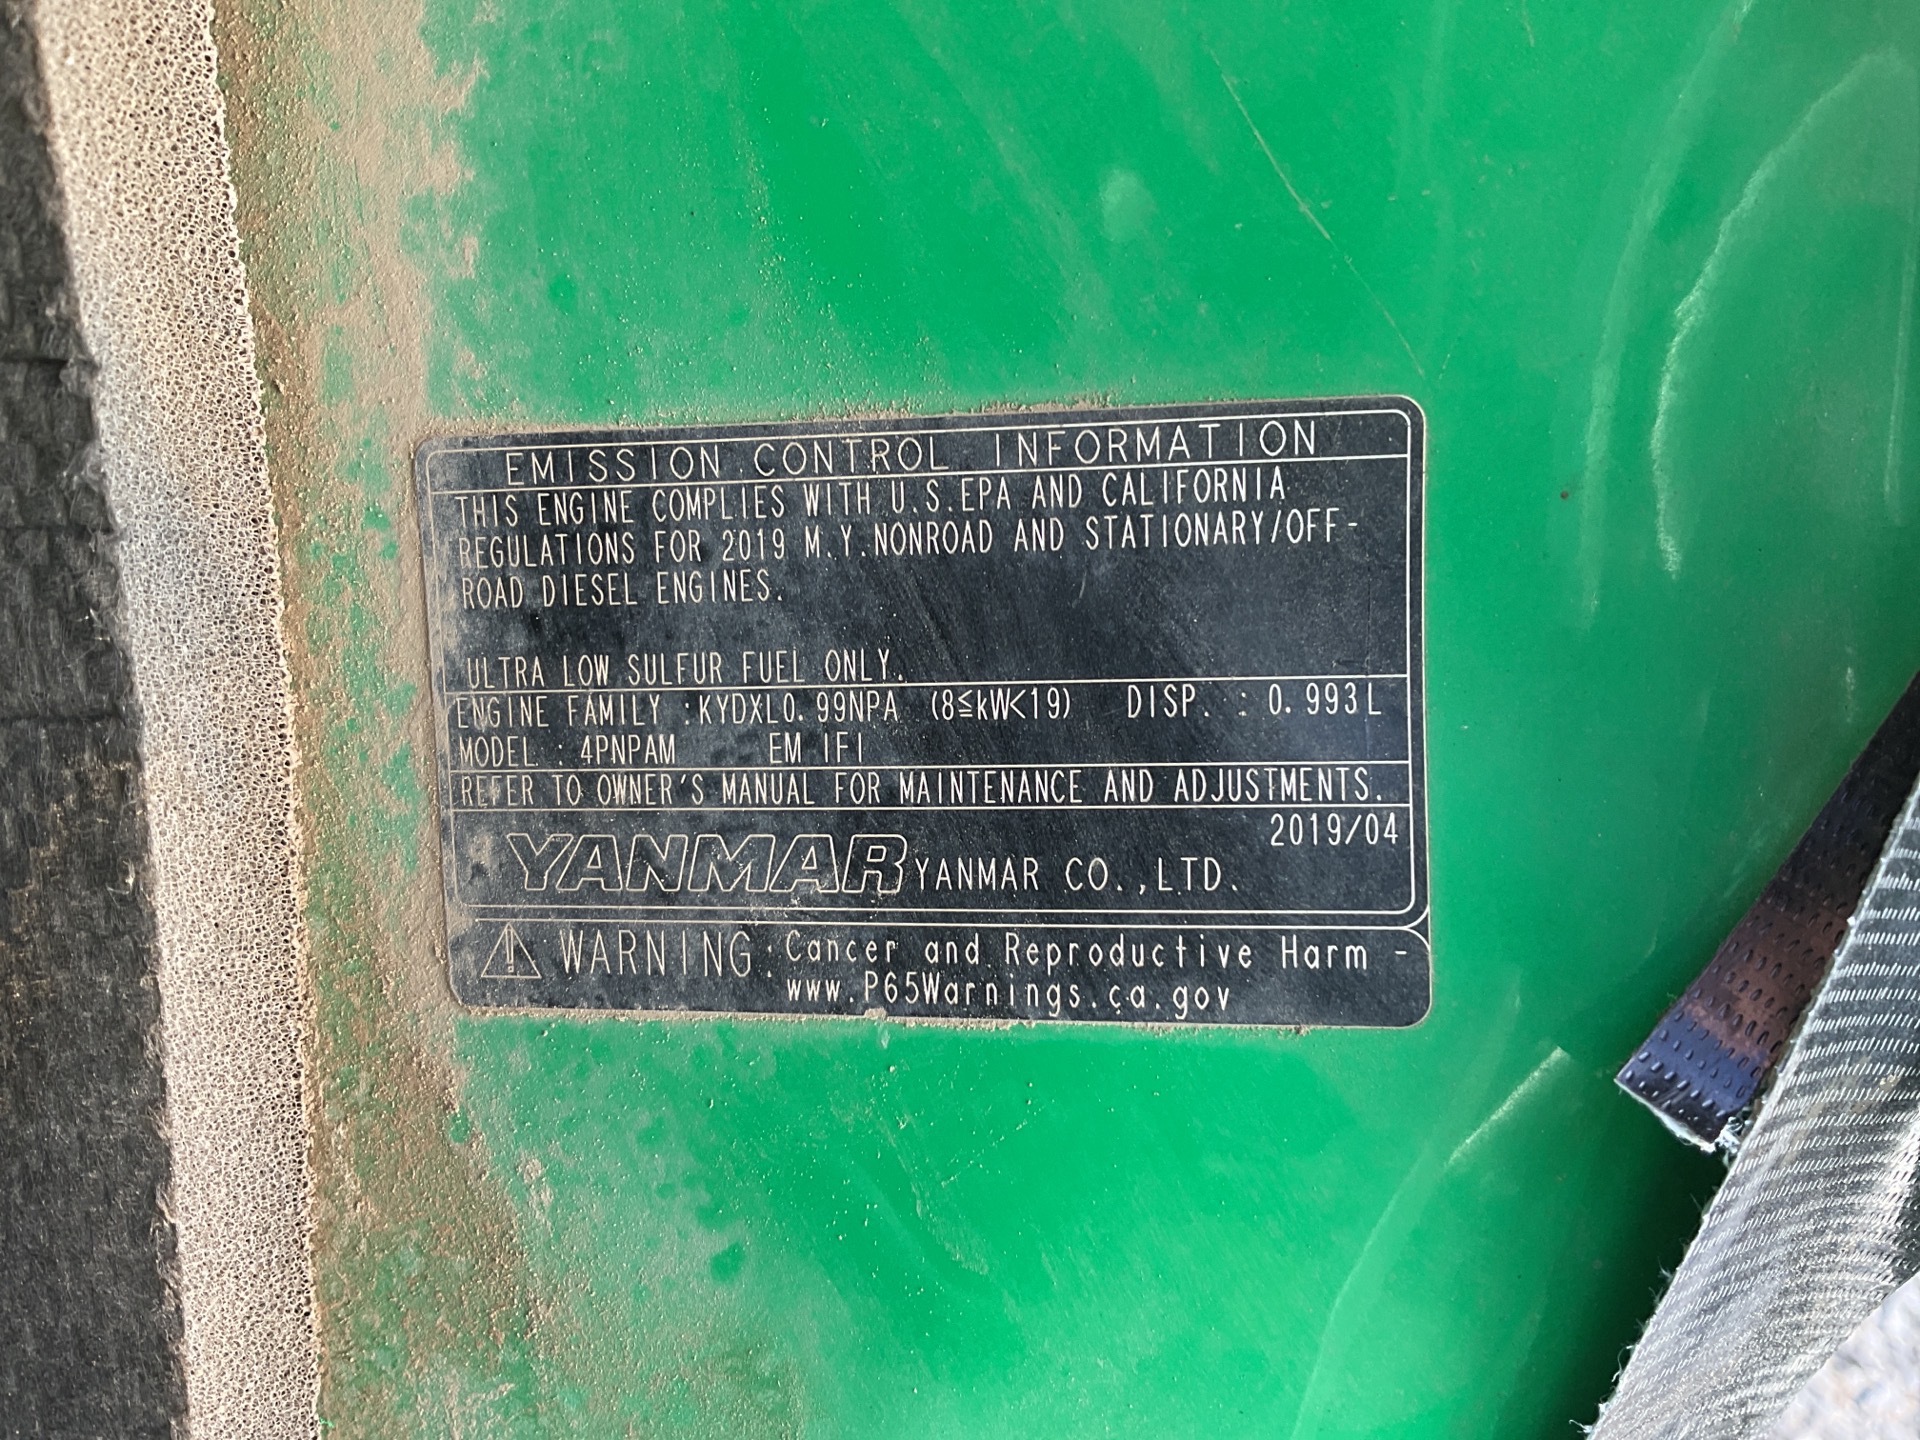 EMISSION CONTROL INFORMATION
THIS ENGINE COMPLIES WITH U.S.EPA AND CALIFORNIA
REGULATIONS FOR 2019 M.Y.NONROAD AND STATIONARY/OFF-
ROAD DIESEL ENGINES.
ULTRA LOW SULFUR FUEL ONLY.
ENGINE FAMILY :KYDXL0.99NPA (8≦kW<19) DISP. : 0.993L
MODEL : 4PNPAM EM IFI
REFER TO OWNER'S MANUAL FOR MAINTENANCE AND ADJUSTMENTS.
2019/04
YANMAR YANMAR CO.,LTD.
WARNING:Cancer and Reproductive Harm -
www.P65Warnings.ca.gov